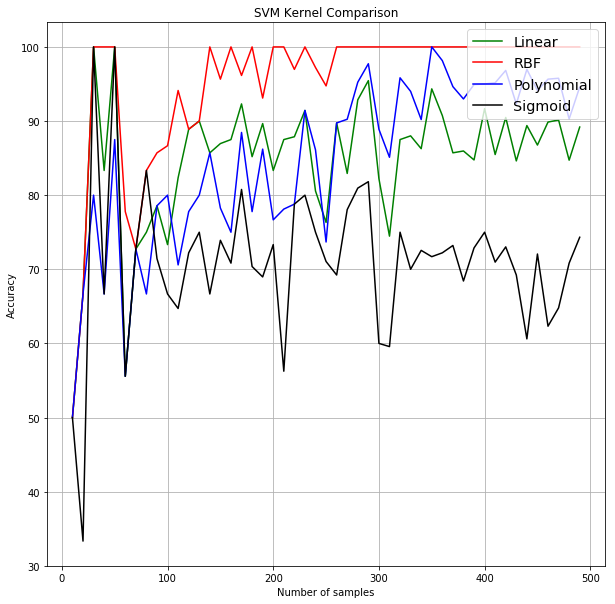 SVM Kernel Comparison
Linear
RBF
Polynomial
Sigmoid
Accuracy
100
90
80
70
60
50
40
30
0 100 200 300 400 500
Number of samples